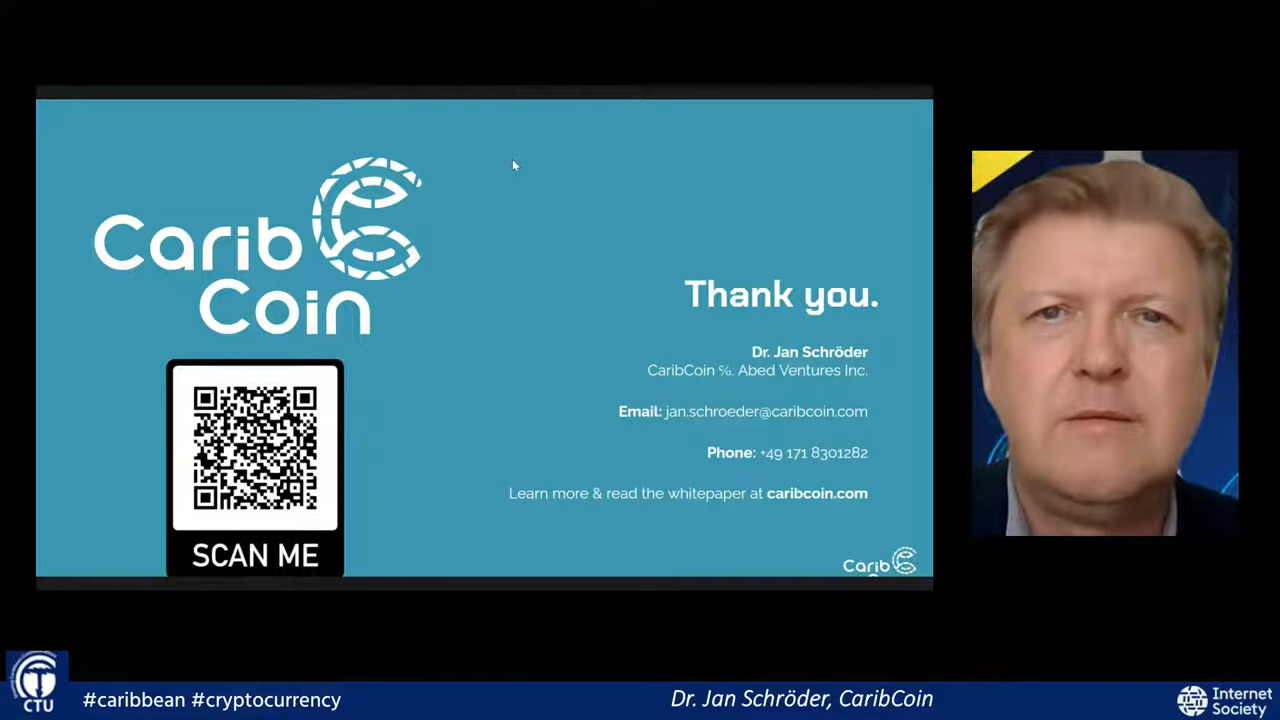 Carib
Coin
SCAN ME
Thank you.
Dr. Jan Schröder
CaribCoin ℅. Abed Ventures Inc.
Email: jan.schroeder@caribcoin.com
Phone: +49 171 8301282
Learn more & read the whitepaper at caribcoin.com
Carib
CTU
#caribbean #cryptocurrency
Dr. Jan Schröder, CaribCoin
Internet
Society